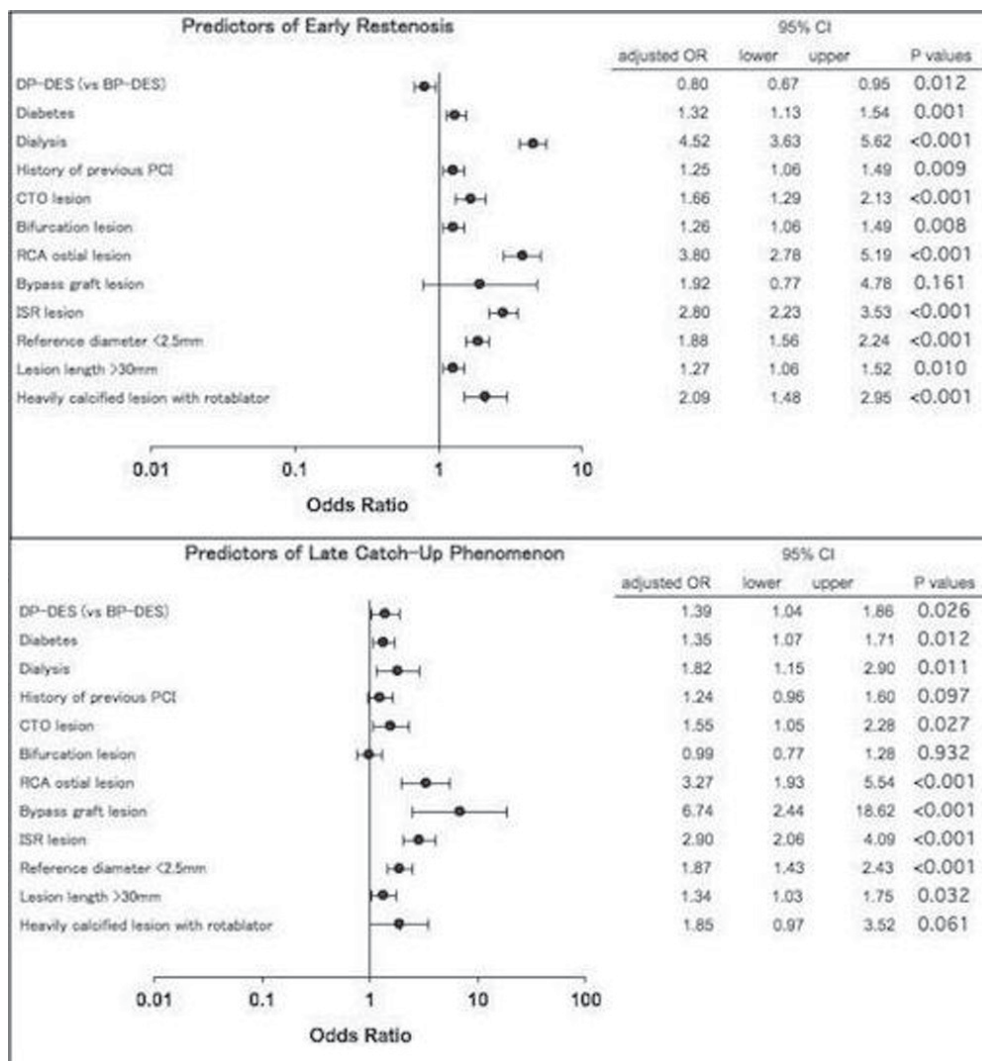 Predictors of Early Restenosis 95% CI
adjusted OR lower upper P values
DP-DES (vs BP-DES) 0.80 0.67 0.95 0.012
Diabetes 1.32 1.13 1.54 0.001
Dialysis 4.52 3.63 5.62 <0.001
History of previous PCI 1.25 1.06 1.49 0.009
CTO lesion 1.66 1.29 2.13 <0.001
Bifurcation lesion 1.26 1.06 1.49 0.008
RCA ostial lesion 3.80 2.78 5.19 <0.001
Bypass graft lesion 1.92 0.77 4.78 0.161
ISR lesion 2.80 2.23 3.53 <0.001
Reference diameter <2.5mm 1.88 1.56 2.24 <0.001
Lesion length >30mm 1.27 1.06 1.52 0.010
Heavily calcified lesion with rotablator 2.09 1.48 2.95 <0.001
0.01 0.1 1 10
Odds Ratio
Predictors of Late Catch-Up Phenomenon 95% CI
adjusted OR lower upper P values
DP-DES (vs BP-DES) 1.39 1.04 1.86 0.026
Diabetes 1.35 1.07 1.71 0.012
Dialysis 1.82 1.15 2.90 0.011
History of previous PCI 1.24 0.96 1.60 0.097
CTO lesion 1.55 1.05 2.28 0.027
Bifurcation lesion 0.99 0.77 1.28 0.932
RCA ostial lesion 3.27 1.93 5.54 <0.001
Bypass graft lesion 6.74 2.44 18.62 <0.001
ISR lesion 2.90 2.06 4.09 <0.001
Reference diameter <2.5mm 1.87 1.43 2.43 <0.001
Lesion length >30mm 1.34 1.03 1.75 0.032
Heavily calcified lesion with rotablator 1.85 0.97 3.52 0.061
0.01 0.1 1 10 100
Odds Ratio